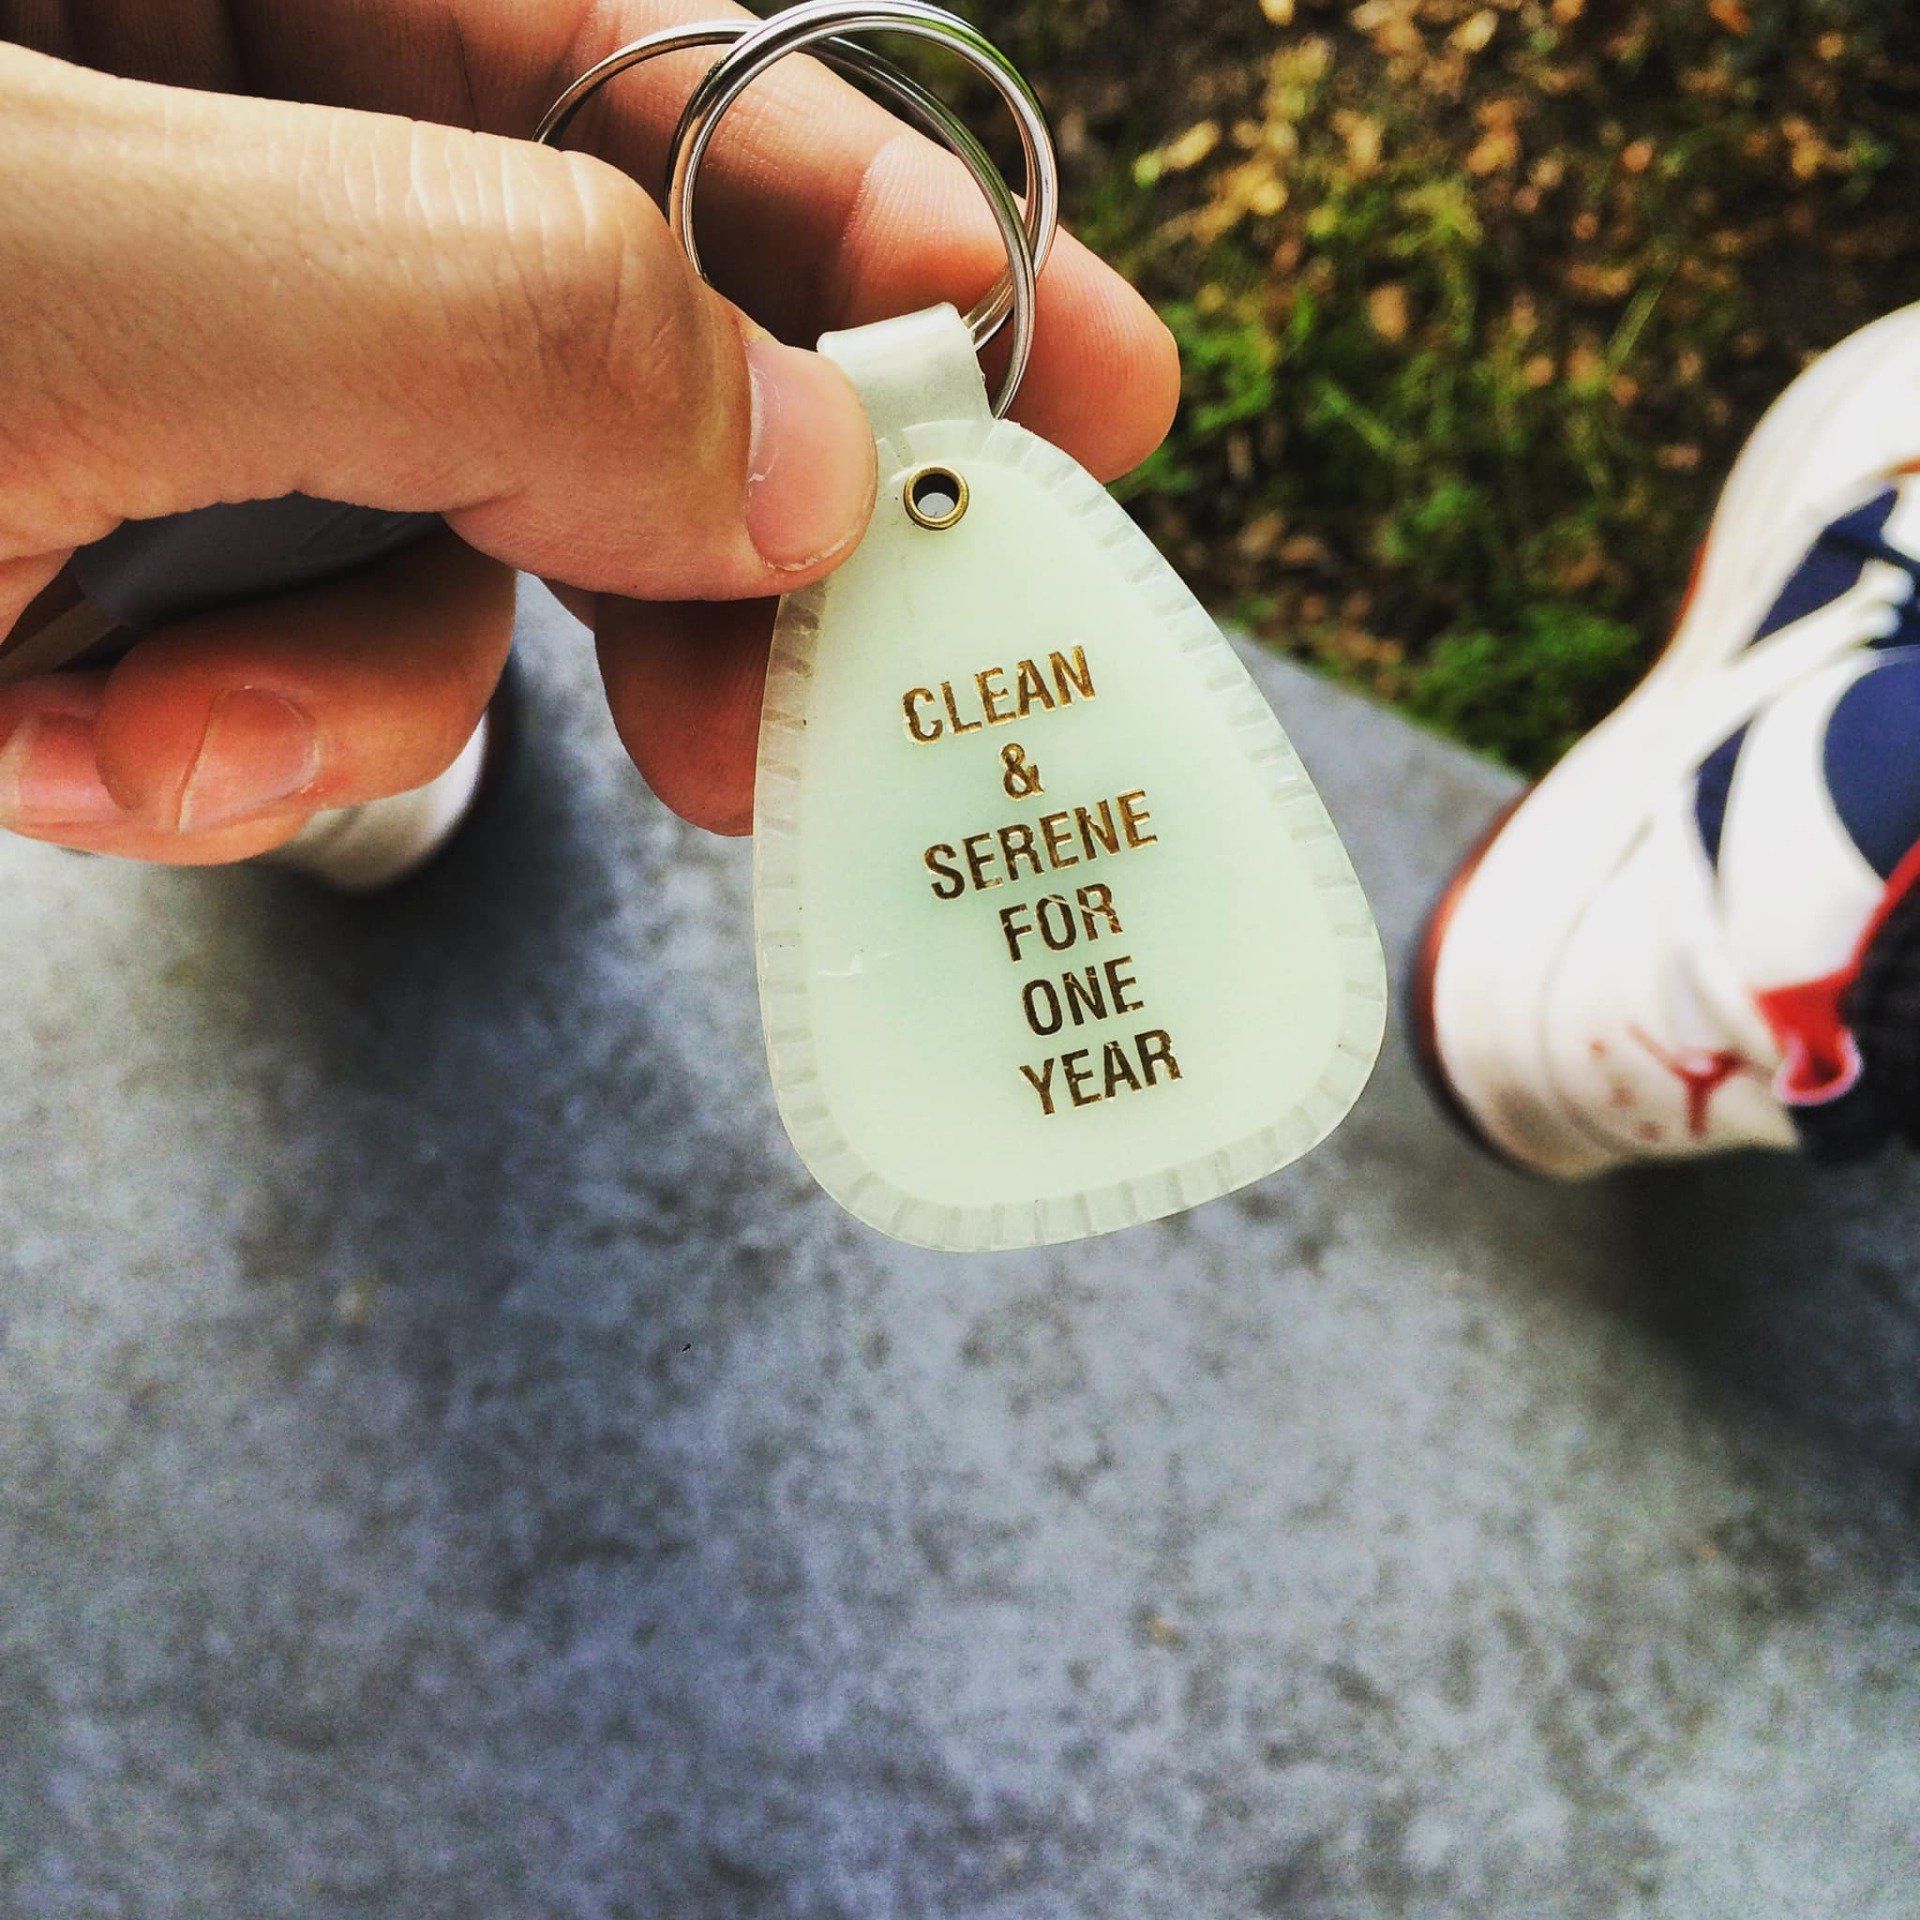 CLEAN
&
SERENE
FOR
ONE
YEAR